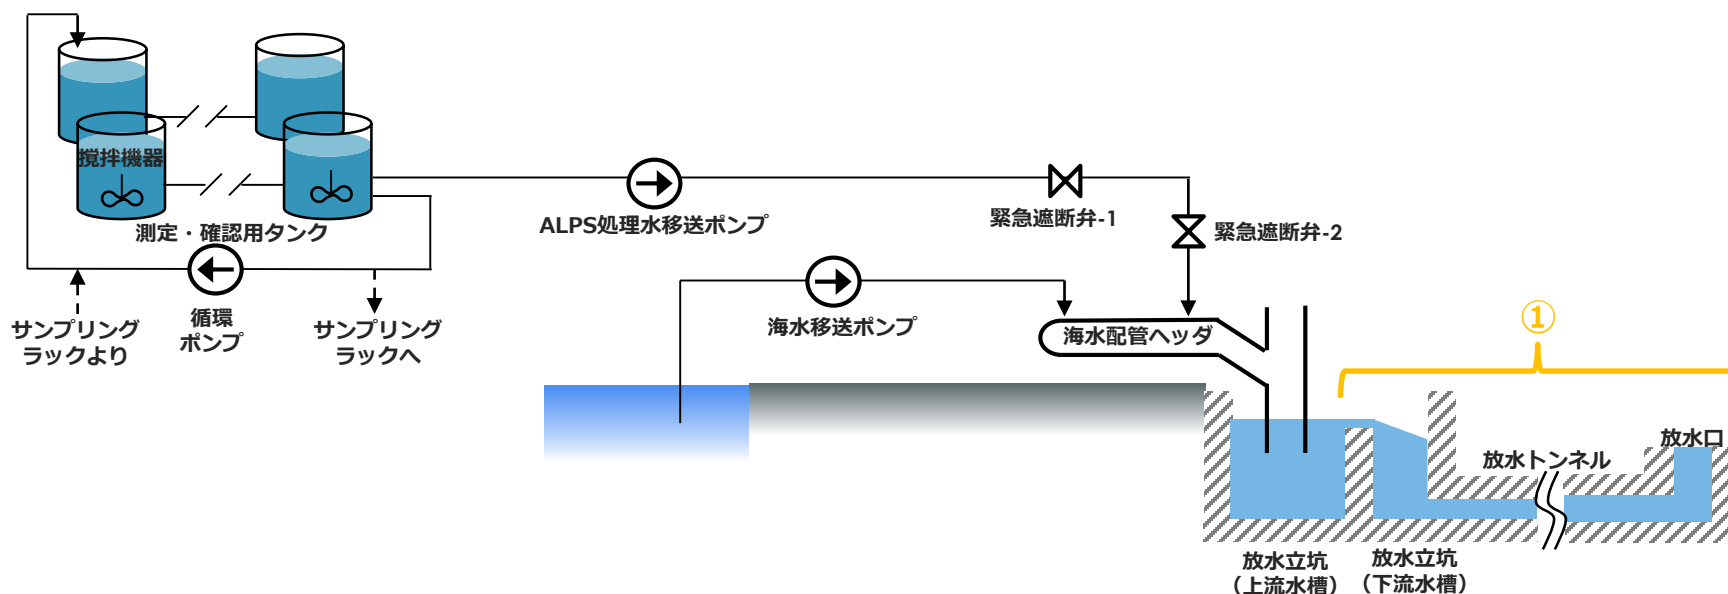 攪拌機器
測定・確認用タンク
ALPS処理水移送ポンプ
緊急遮断弁-1
緊急遮断弁-2
サンプリング
ラックより
循環
ポンプ
サンプリング
ラックへ
海水移送ポンプ
海水配管ヘッダ
①
放水トンネル
放水口
放水立坑
（上流水槽）
放水立坑
（下流水槽）